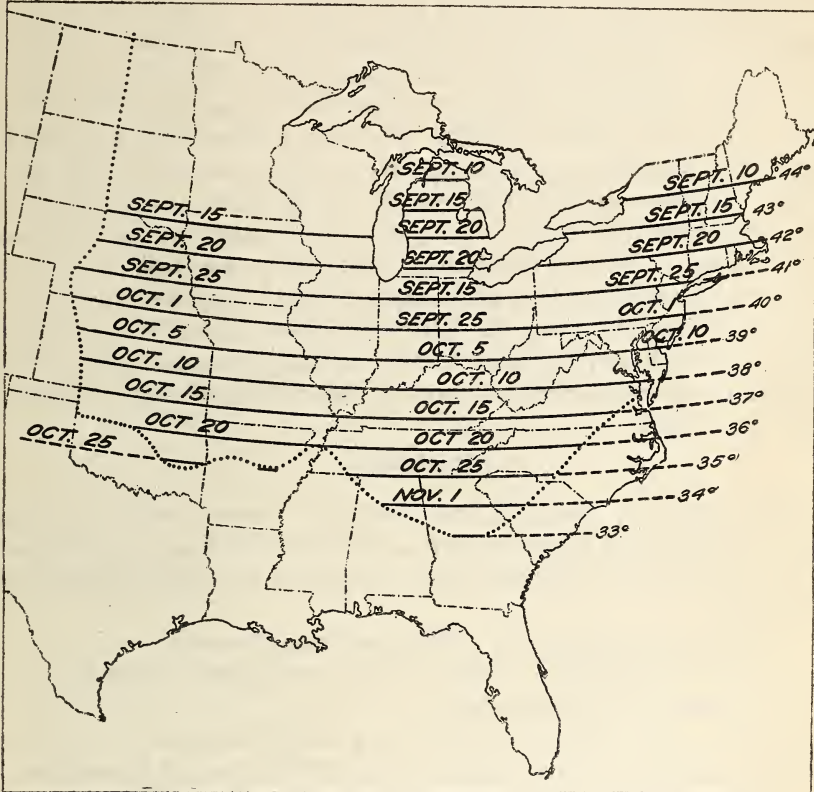 SEPT. 10
SEPT. 10
44°
SEPT. 15
SEPT. 15
SEPT. 15
43°
SEPT. 20
SEPT. 20
SEPT. 20
42°
SEPT. 25
SEPT. 20
SEPT. 25
41°
OCT. 1
SEPT. 15
OCT. 1
40°
OCT. 5
SEPT. 25
OCT. 10
39°
OCT. 10
OCT. 5
38°
OCT. 15
OCT. 10
37°
OCT 20
OCT. 15
36°
OCT. 25
OCT 20
35°
OCT. 25
34°
NOV. 1
33°